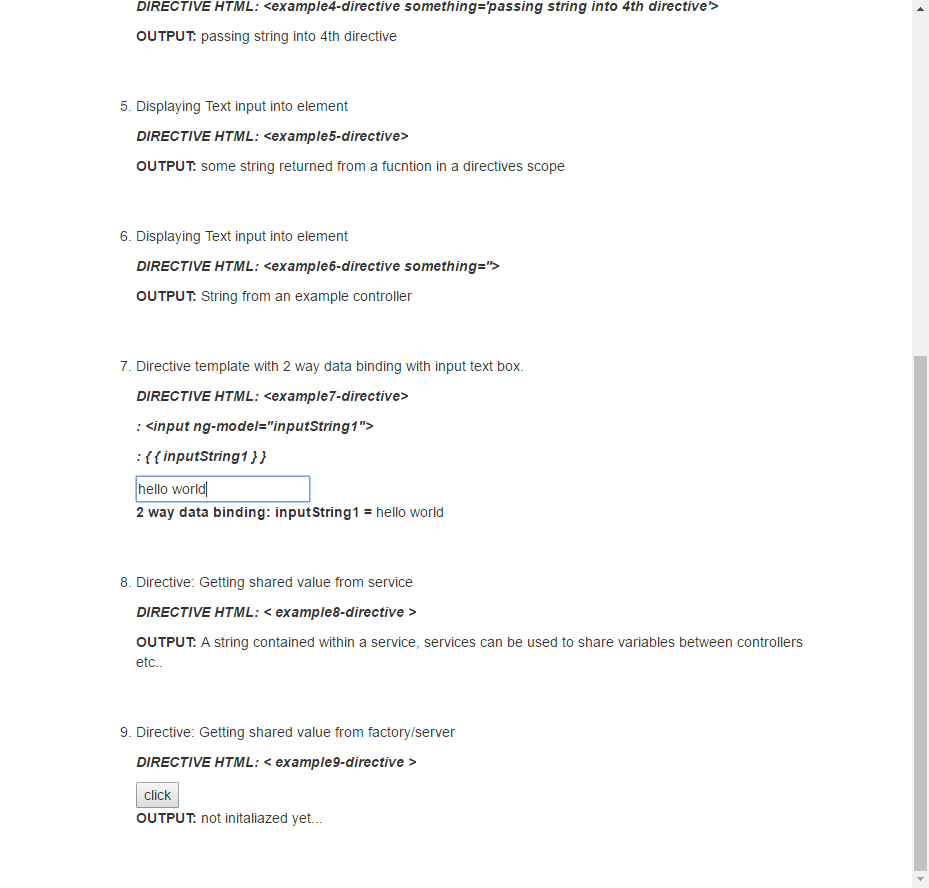 DIRECTIVE HTML: <example4-directive something='passing string into 4th directive'>
OUTPUT: passing string into 4th directive
5. Displaying Text input into element
DIRECTIVE HTML: <example5-directive>
OUTPUT: some string returned from a fucntion in a directives scope
6. Displaying Text input into element
DIRECTIVE HTML: <example6-directive something=''>
OUTPUT: String from an example controller
7. Directive template with 2 way data binding with input text box.
DIRECTIVE HTML: <example7-directive>
: <input ng-model="inputString1">
: { { inputString1 } }
hello world
2 way data binding: inputString1 = hello world
8. Directive: Getting shared value from service
DIRECTIVE HTML: < example8-directive >
OUTPUT: A string contained within a service, services can be used to share variables between controllers
etc..
9. Directive: Getting shared value from factory/server
DIRECTIVE HTML: < example9-directive >
click
OUTPUT: not initaliazed yet...